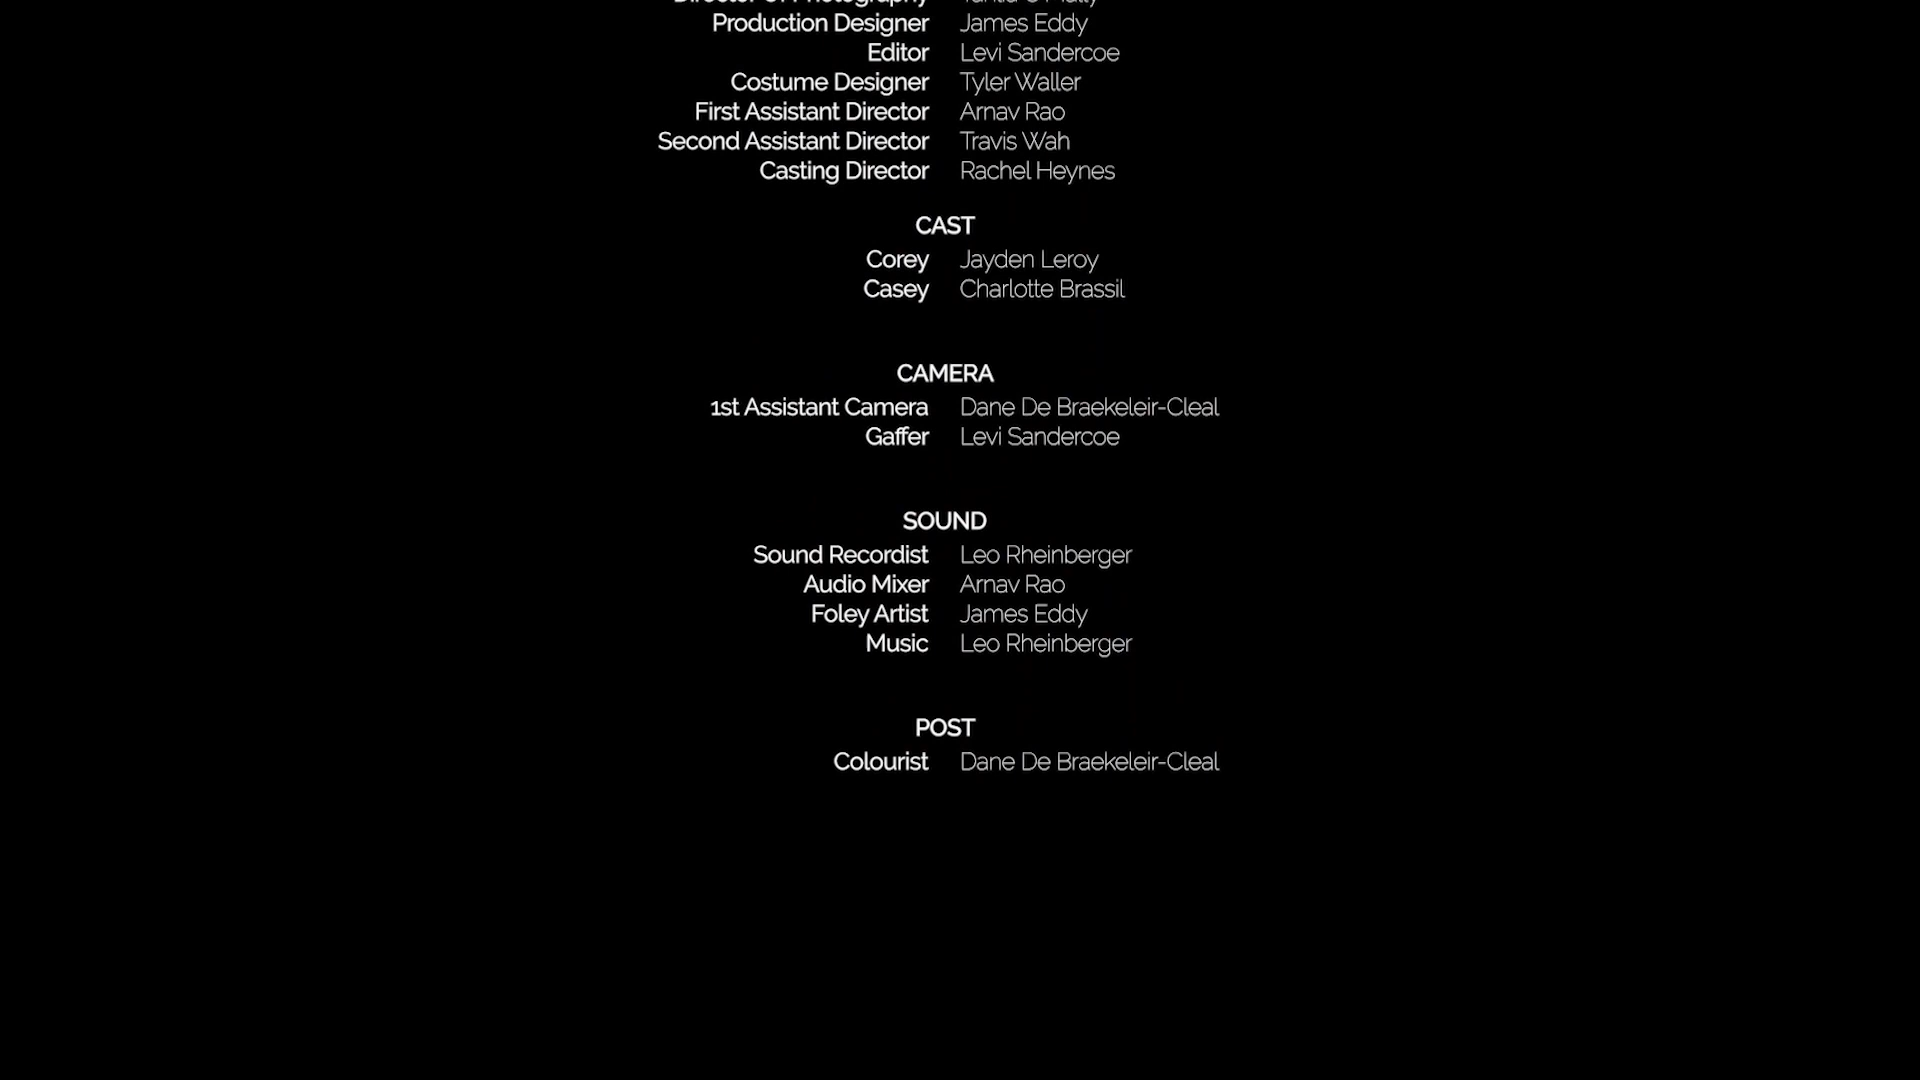 Director of Photography
Production Designer James Eddy
Editor Levi Sandercoe
Costume Designer Tyler Waller
First Assistant Director Arnav Rao
Second Assistant Director Travis Wah
Casting Director Rachel Heynes
CAST
Corey Jayden Leroy
Casey Charlotte Brassil
CAMERA
1st Assistant Camera Dane De Braekeleir-Cleal
Gaffer Levi Sandercoe
SOUND
Sound Recordist Leo Rheinberger
Audio Mixer Arnav Rao
Foley Artist James Eddy
Music Leo Rheinberger
POST
Colourist Dane De Braekeleir-Cleal